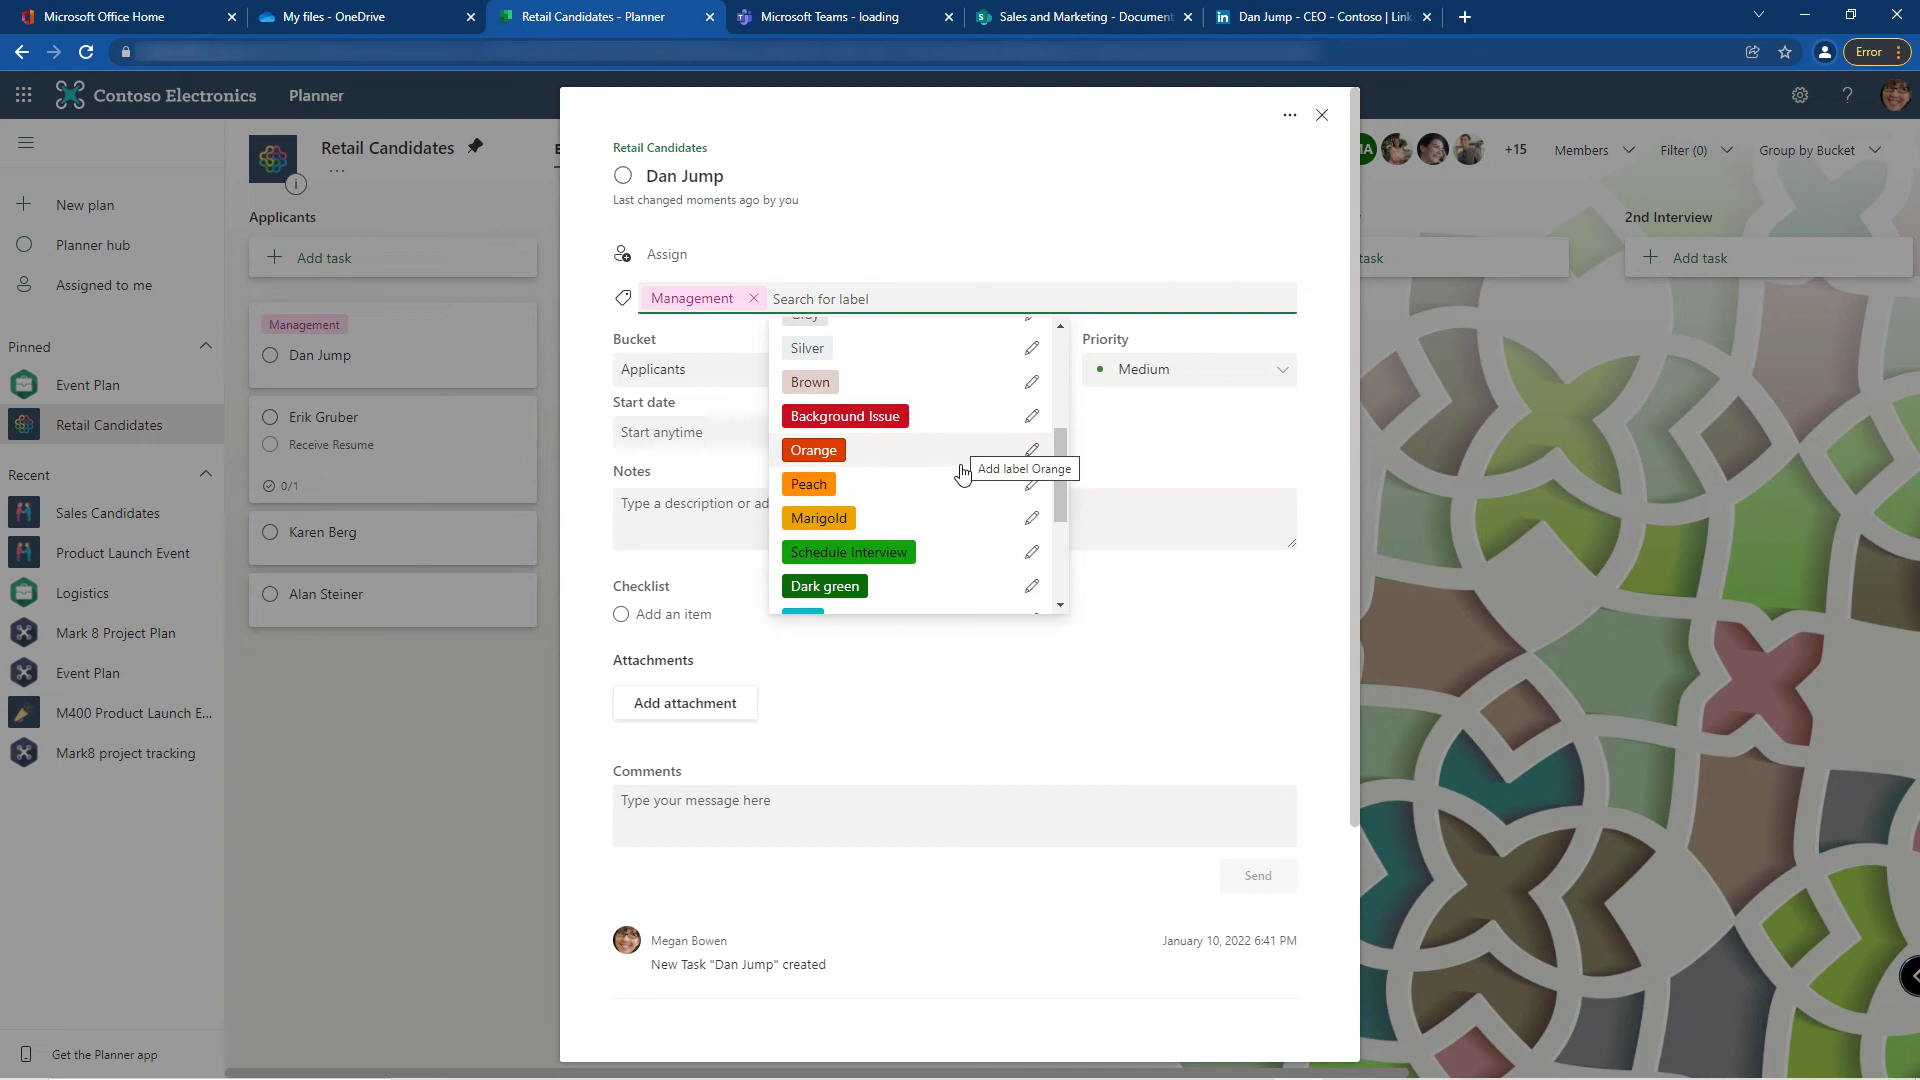 Microsoft Office Home
My files - OneDrive
Retail Candidates - Planner
Microsoft Teams - loading
Sales and Marketing - Document
Dan Jump - CEO - Contoso | Link
Error
Contoso Electronics
Planner
New plan
Planner hub
Assigned to me
Pinned
Event Plan
Retail Candidates
Recent
Sales Candidates
Product Launch Event
Logistics
Mark 8 Project Plan
Event Plan
M400 Product Launch E...
Mark8 project tracking
Get the Planner app
Retail Candidates
...
Applicants
Add task
Management
Dan Jump
Erik Gruber
Receive Resume
0/1
Karen Berg
Alan Steiner
Retail Candidates
Dan Jump
Last changed moments ago by you
Assign
Management
Search for label
Bucket
Applicants
Start date
Start anytime
Notes
Type a description or ad
Gray
Silver
Brown
Background Issue
Orange
Add label Orange
Peach
Marigold
Schedule Interview
Dark green
Priority
Medium
Checklist
Add an item
Attachments
Add attachment
Comments
Type your message here
Send
Megan Bowen
January 10, 2022 6:41 PM
New Task "Dan Jump" created
+15
Members
Filter (0)
Group by Bucket
task
2nd Interview
Add task